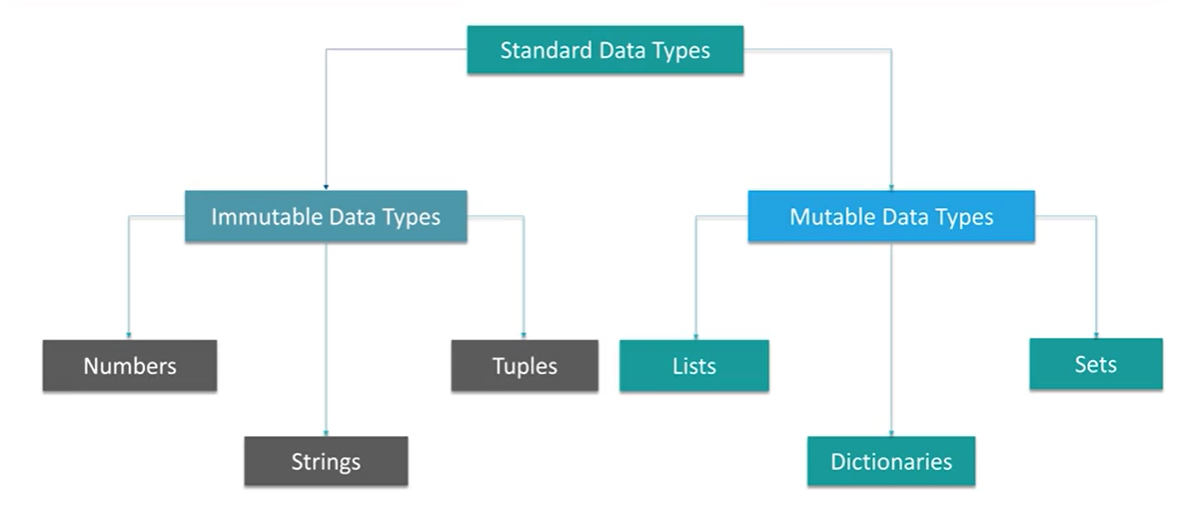 Standard Data Types
Immutable Data Types
Mutable Data Types
Numbers
Tuples
Lists
Sets
Strings
Dictionaries